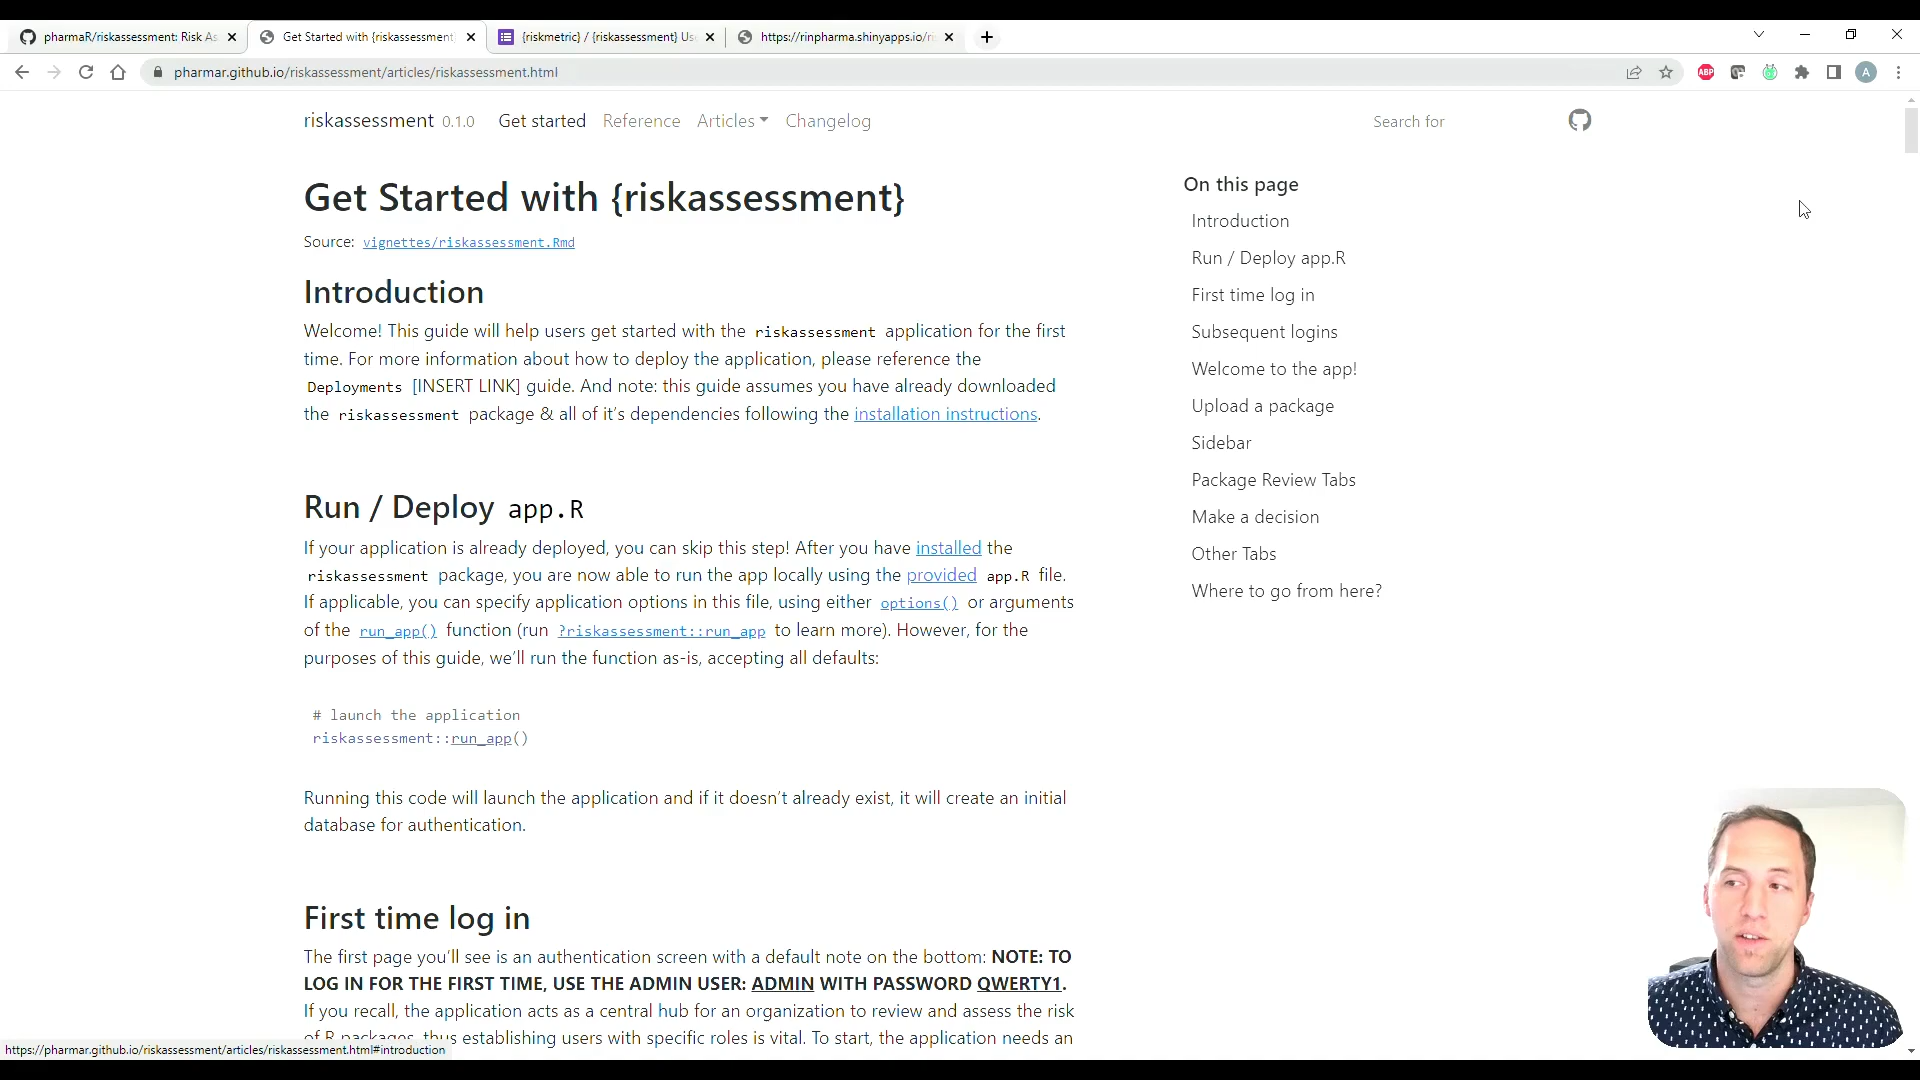 pharmaR/riskassessment: Risk As
Get Started with {riskassessment
{riskmetric} / {riskassessment} Us
https://rinpharma.shinyapps.io/ri
pharmar.github.io/riskassessment/articles/riskassessment.html
ABP
A
riskassessment 0.1.0 Get started Reference Articles Changelog
Search for
Get Started with {riskassessment}
Source: vignettes/riskassessment.Rmd
Introduction
Welcome! This guide will help users get started with the riskassessment application for the first
time. For more information about how to deploy the application, please reference the
Deployments [INSERT LINK] guide. And note: this guide assumes you have already downloaded
the riskassessment package & all of it's dependencies following the installation instructions.
Run / Deploy app.R
If your application is already deployed, you can skip this step! After you have installed the
riskassessment package, you are now able to run the app locally using the provided app.R file.
If applicable, you can specify application options in this file, using either options() or arguments
of the run_app() function (run ?riskassessment::run_app to learn more). However, for the
purposes of this guide, we'll run the function as-is, accepting all defaults:
# launch the application
riskassessment::run_app()
Running this code will launch the application and if it doesn't already exist, it will create an initial
database for authentication.
First time log in
The first page you'll see is an authentication screen with a default note on the bottom: NOTE: TO
LOG IN FOR THE FIRST TIME, USE THE ADMIN USER: ADMIN WITH PASSWORD QWERTY1.
If you recall, the application acts as a central hub for an organization to review and assess the risk
of R packages, thus establishing users with specific roles is vital. To start, the application needs an
https://pharmar.github.io/riskassessment/articles/riskassessment.html#introduction
On this page
Introduction
Run / Deploy app.R
First time log in
Subsequent logins
Welcome to the app!
Upload a package
Sidebar
Package Review Tabs
Make a decision
Other Tabs
Where to go from here?